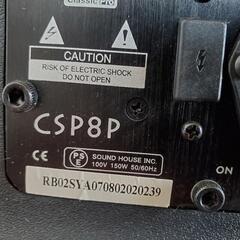 Classic Pro
CAUTION
RISK OF ELECTRIC SHOCK
DO NOT OPEN
CSP8P
CE PSE SOUND HOUSE INC.
100V 150W 50/60Hz
RB02SYA070802020239
ON